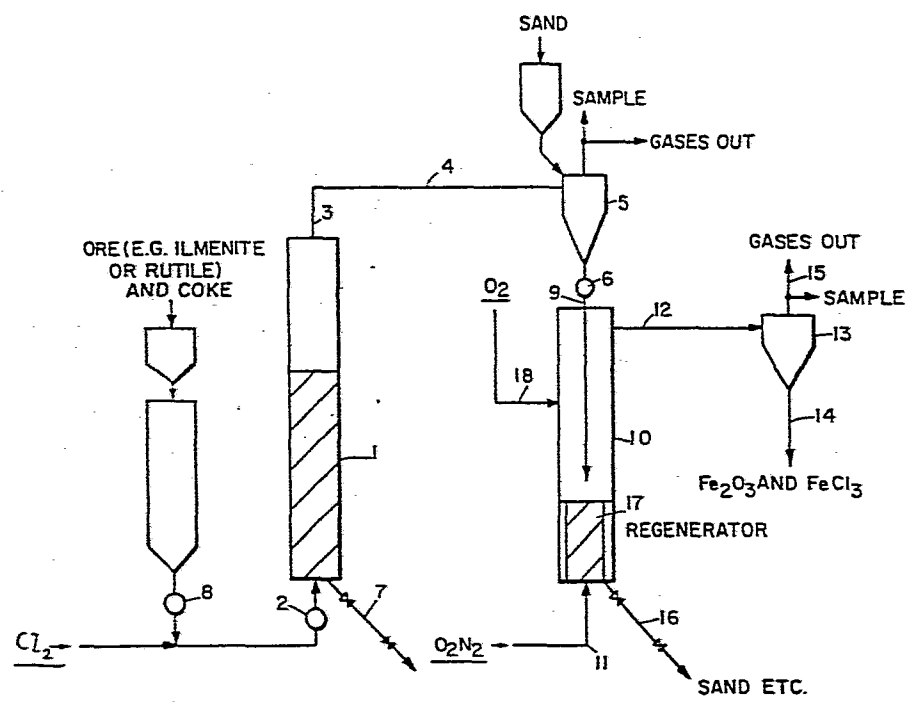 SAND
SAMPLE
GASES OUT
4
3
5
ORE (E.G. ILMENITE
OR RUTILE)
AND COKE
GASES OUT
15
SAMPLE
O2
6
9
12
13
18
14
1
10
Fe2O3 AND FeCl3
17
REGENERATOR
8
2
7
16
Cl2
O2N2
11
SAND ETC.